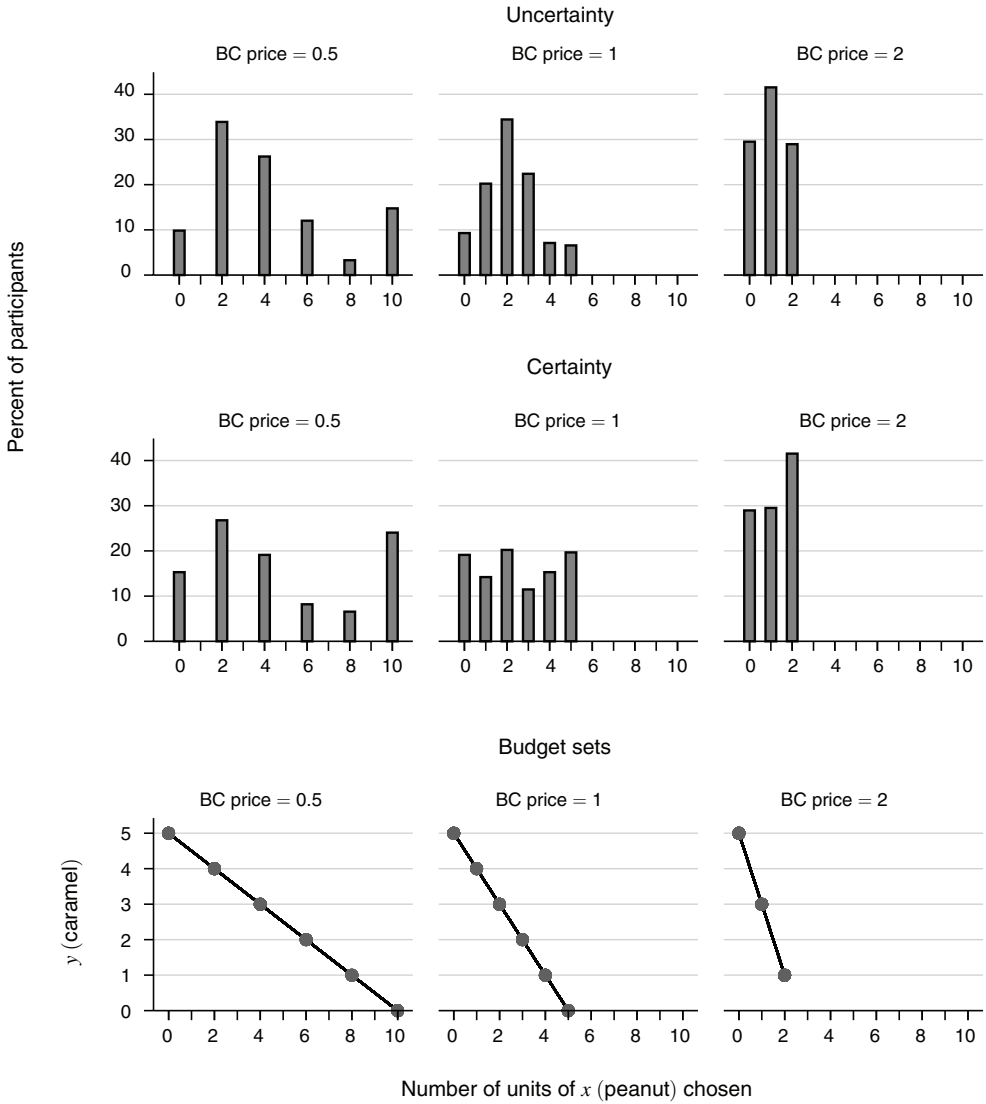 Uncertainty
BC price = 0.5 BC price = 1 BC price = 2
40
30
20
10
0
0 2 4 6 8 10 0 2 4 6 8 10 0 2 4 6 8 10
Percent of participants
Certainty
BC price = 0.5 BC price = 1 BC price = 2
40
30
20
10
0
0 2 4 6 8 10 0 2 4 6 8 10 0 2 4 6 8 10
Budget sets
BC price = 0.5 BC price = 1 BC price = 2
y (caramel)
5
4
3
2
1
0
0 2 4 6 8 10 0 2 4 6 8 10 0 2 4 6 8 10
Number of units of x (peanut) chosen